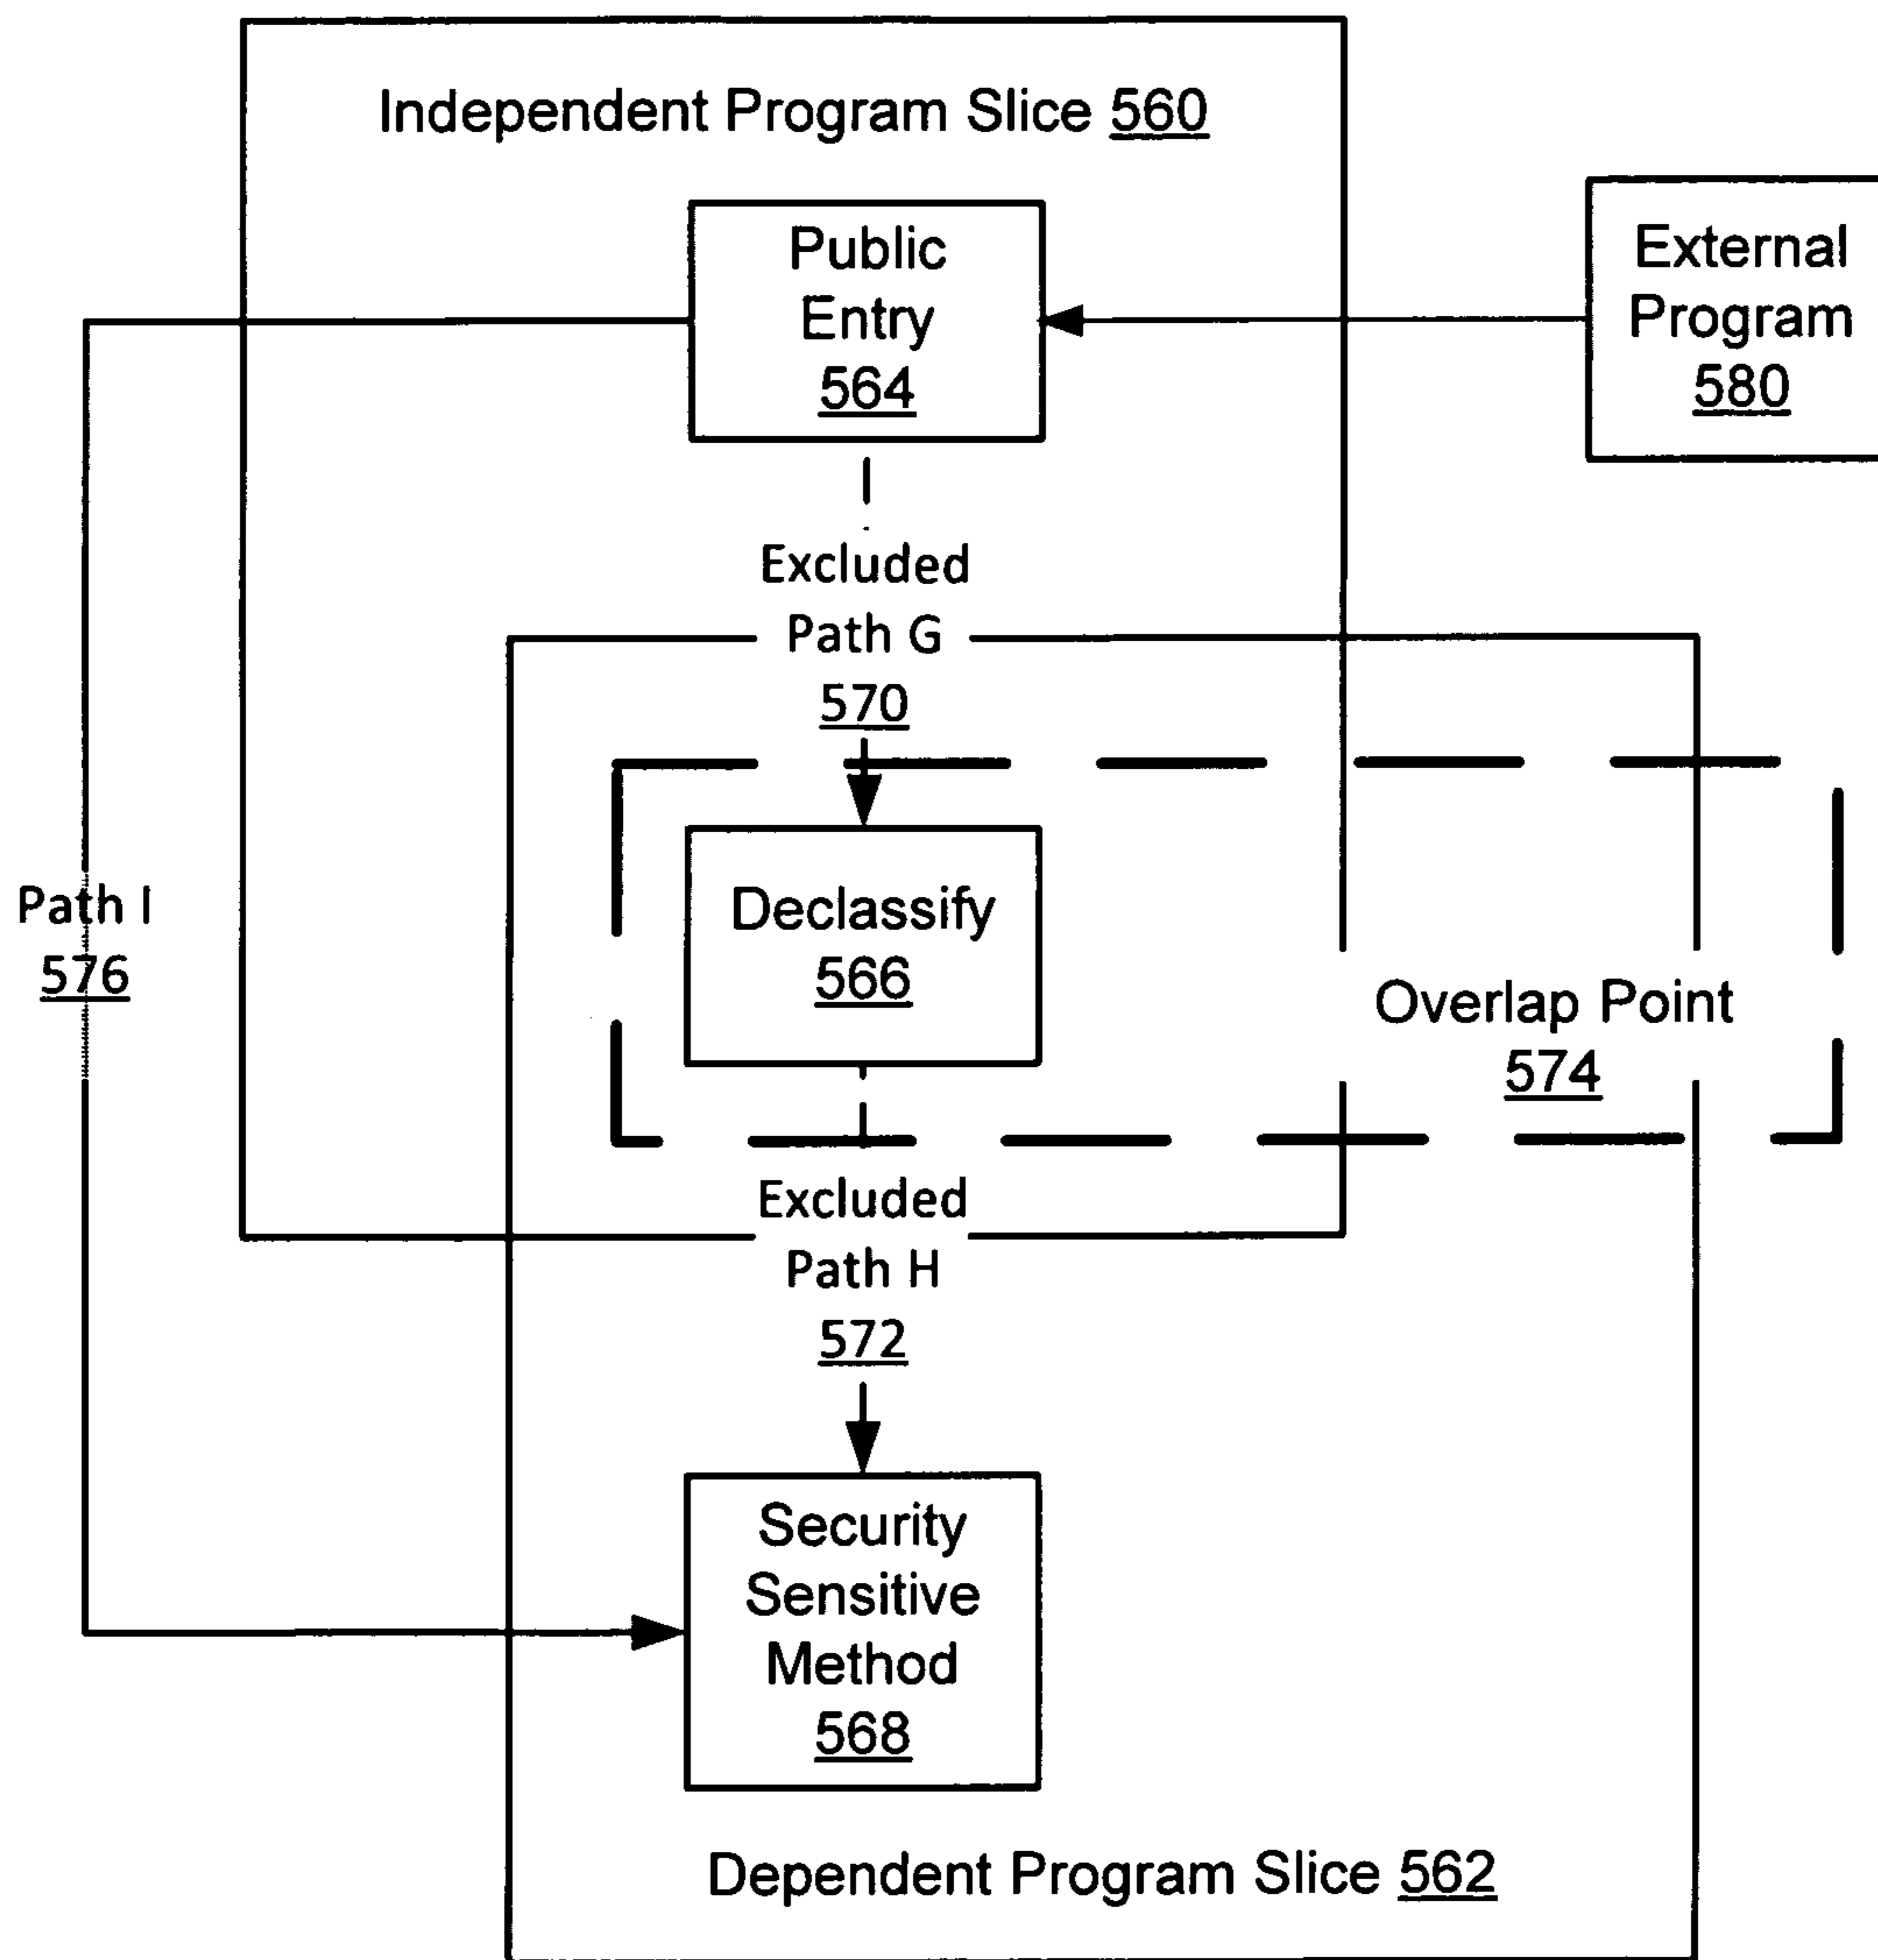 Independent Program Slice 560
Public
Entry
564
External
Program
580
Excluded
Path G
570
Declassify
566
Path I
576
Overlap Point
574
Excluded
Path H
572
Security
Sensitive
Method
568
Dependent Program Slice 562